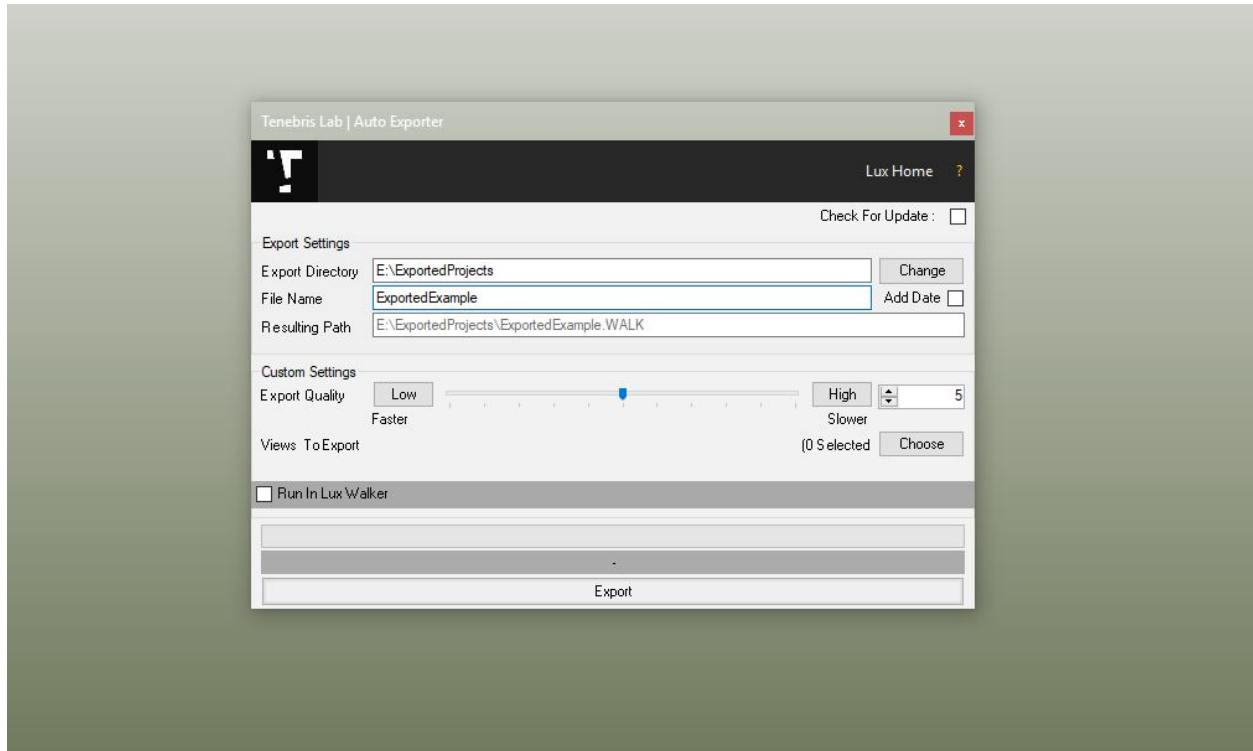 Tenebris Lab | Auto Exporter x
Lux Home ?
Check For Update :
Export Settings
Export Directory E:\ExportedProjects Change
File Name ExportedExample Add Date
Resulting Path E:\ExportedProjects\ExportedExample.WALK
Custom Settings
Export Quality Low High 5
Faster Slower
Views To Export (0 Selected Choose
Run In Lux Walker
-
Export